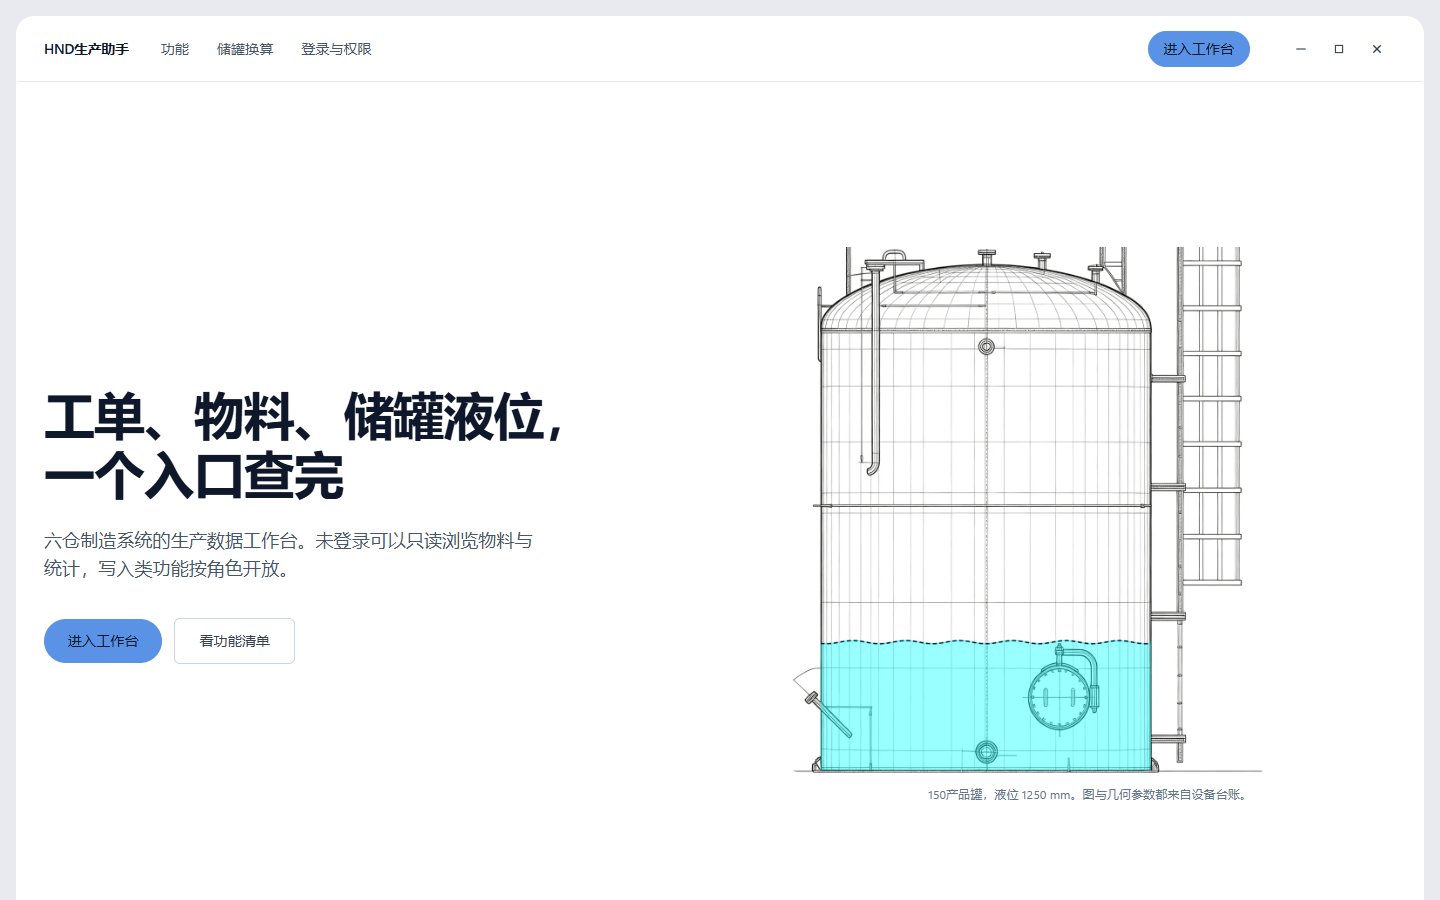 HND生产助手
功能
储罐换算
登录与权限
进入工作台
工单、物料、储罐液位，
一个入口查完
六仓制造系统的生产数据工作台。未登录可以只读浏览物料与
统计，写入类功能按角色开放。
进入工作台
看功能清单
150产品罐，液位 1250 mm。图与几何参数都来自设备台账。